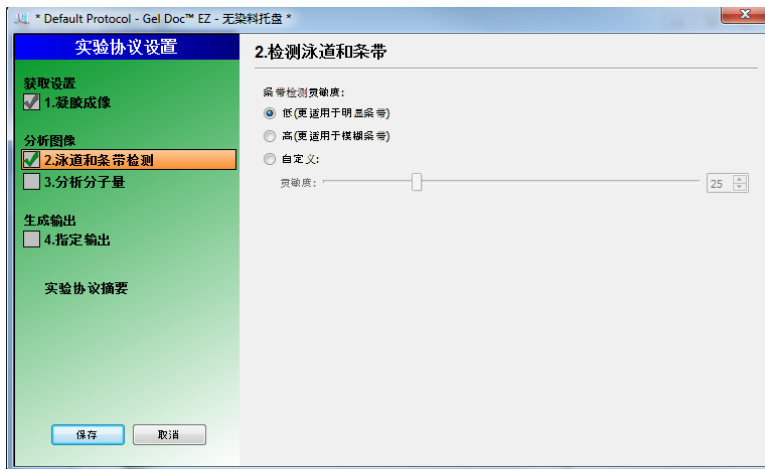 * Default Protocol - Gel Doc™ EZ - 无染料托盘 *
实验协议设置
获取设置
1.凝胶成像
分析图像
2.泳道和条带检测
3.分析分子量
生成输出
4.指定输出
实验协议摘要
保存
取消
2.检测泳道和条带
条带检测灵敏度:
低(更适用于明显条带)
高(更适用于模糊条带)
自定义:
灵敏度:
25